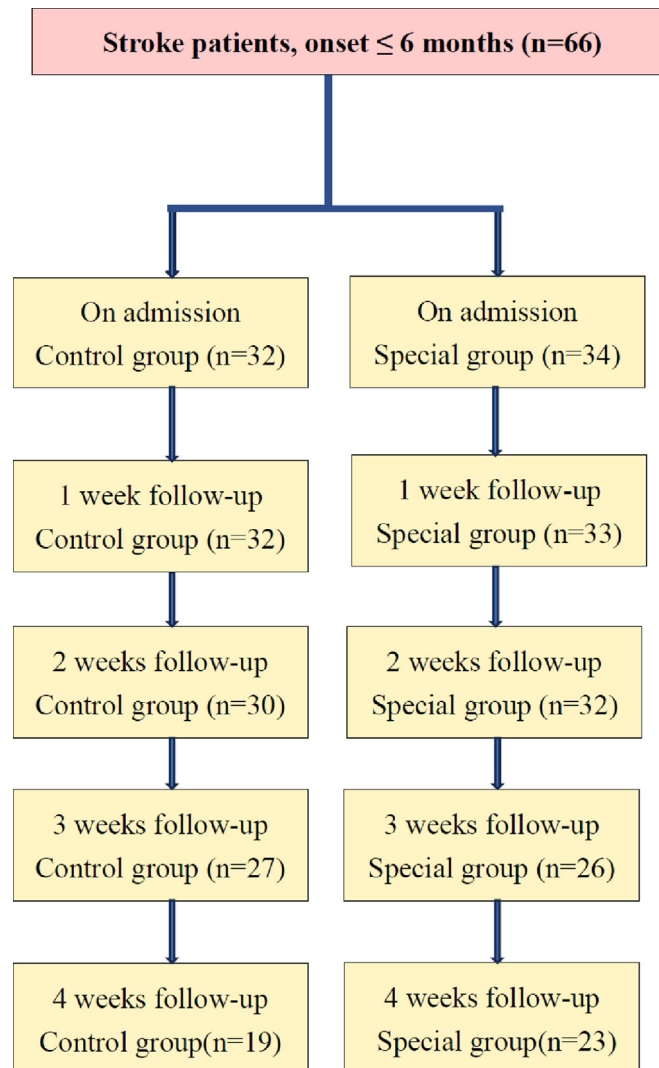 Stroke patients, onset ≤ 6 months (n=66)
On admission
Control group (n=32)
On admission
Special group (n=34)
1 week follow-up
Control group (n=32)
1 week follow-up
Special group (n=33)
2 weeks follow-up
Control group (n=30)
2 weeks follow-up
Special group (n=32)
3 weeks follow-up
Control group (n=27)
3 weeks follow-up
Special group (n=26)
4 weeks follow-up
Control group(n=19)
4 weeks follow-up
Special group(n=23)